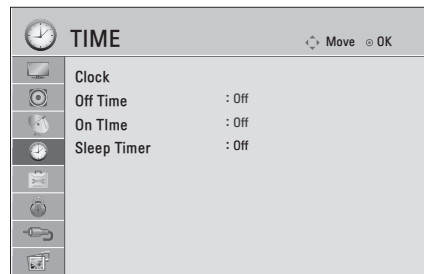 TIME
Move OK
Clock
Off Time : Off
On TIme : Off
Sleep Timer : Off